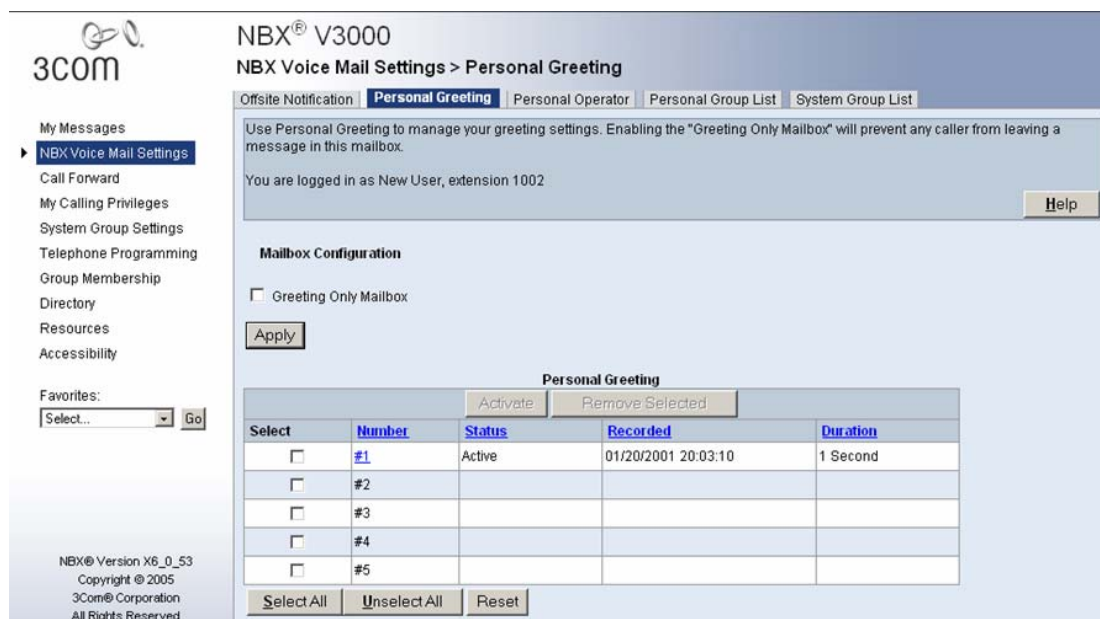 3com
NBX® V3000
NBX Voice Mail Settings > Personal Greeting
Offsite Notification Personal Greeting Personal Operator Personal Group List System Group List
My Messages
NBX Voice Mail Settings
Call Forward
My Calling Privileges
System Group Settings
Telephone Programming
Group Membership
Directory
Resources
Accessibility
Favorites:
Select... Go
NBX® Version X6_0_53
Copyright © 2005
3Com® Corporation
All Rights Reserved
Use Personal Greeting to manage your greeting settings. Enabling the "Greeting Only Mailbox" will prevent any caller from leaving a
message in this mailbox.
You are logged in as New User, extension 1002
Help
Mailbox Configuration
Greeting Only Mailbox
Apply
Personal Greeting
Activate Remove Selected
Select Number Status Recorded Duration
#1 Active 01/20/2001 20:03:10 1 Second
#2
#3
#4
#5
Select All Unselect All Reset